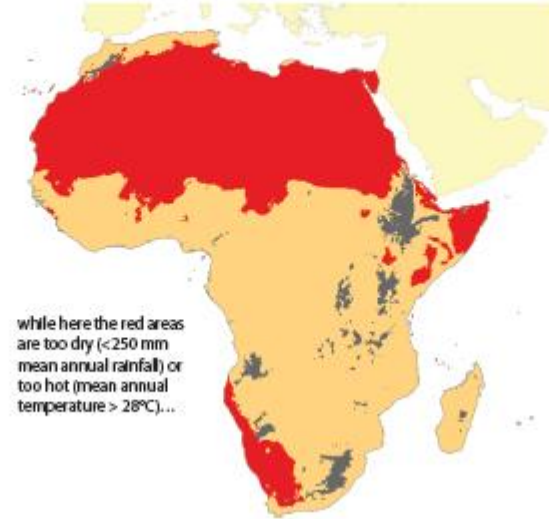 while here the red areas
are too dry (<250 mm
mean annual rainfall) or
too hot (mean annual
temperature > 28ºC)...